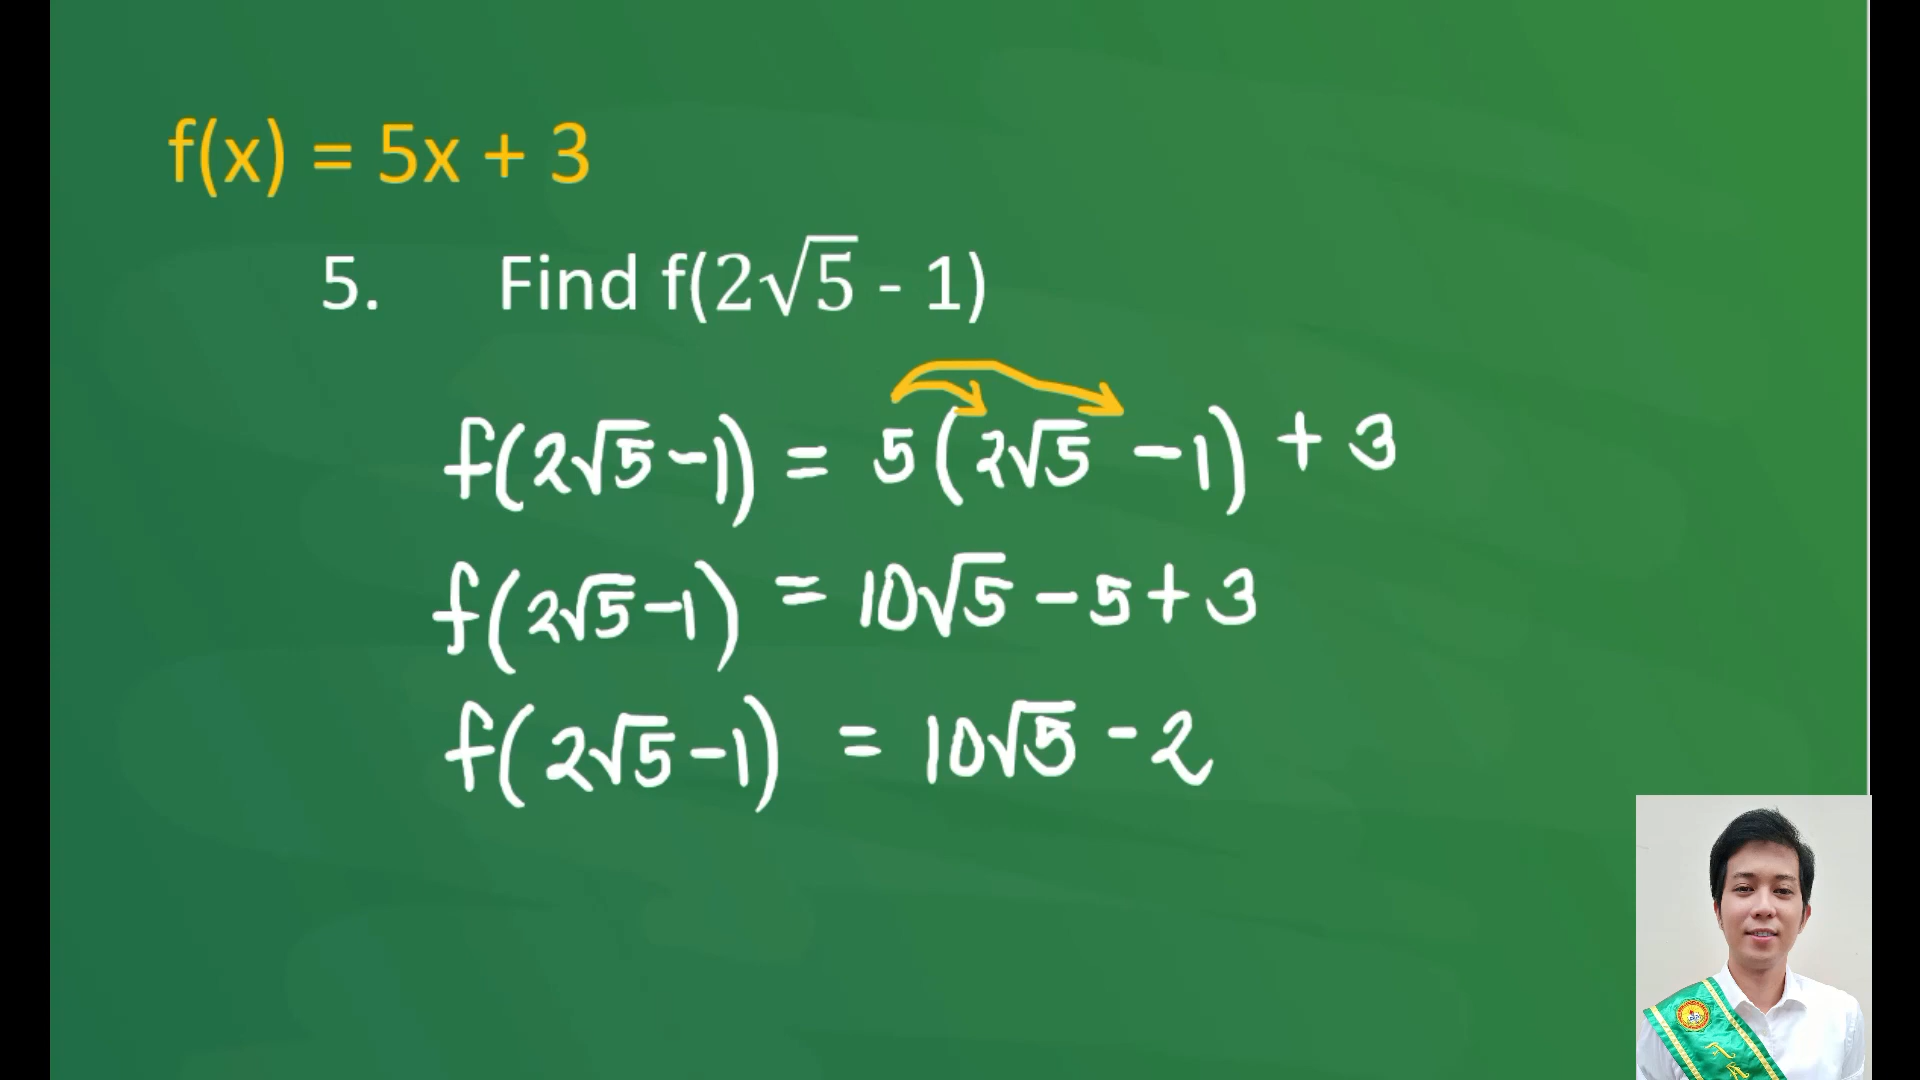 f(x) = 5x + 3
5. Find f(2√5 - 1)
f(2√5 - 1) = 5(2√5 - 1) + 3
f(2√5 - 1) = 10√5 - 5 + 3
f(2√5 - 1) = 10√5 - 2